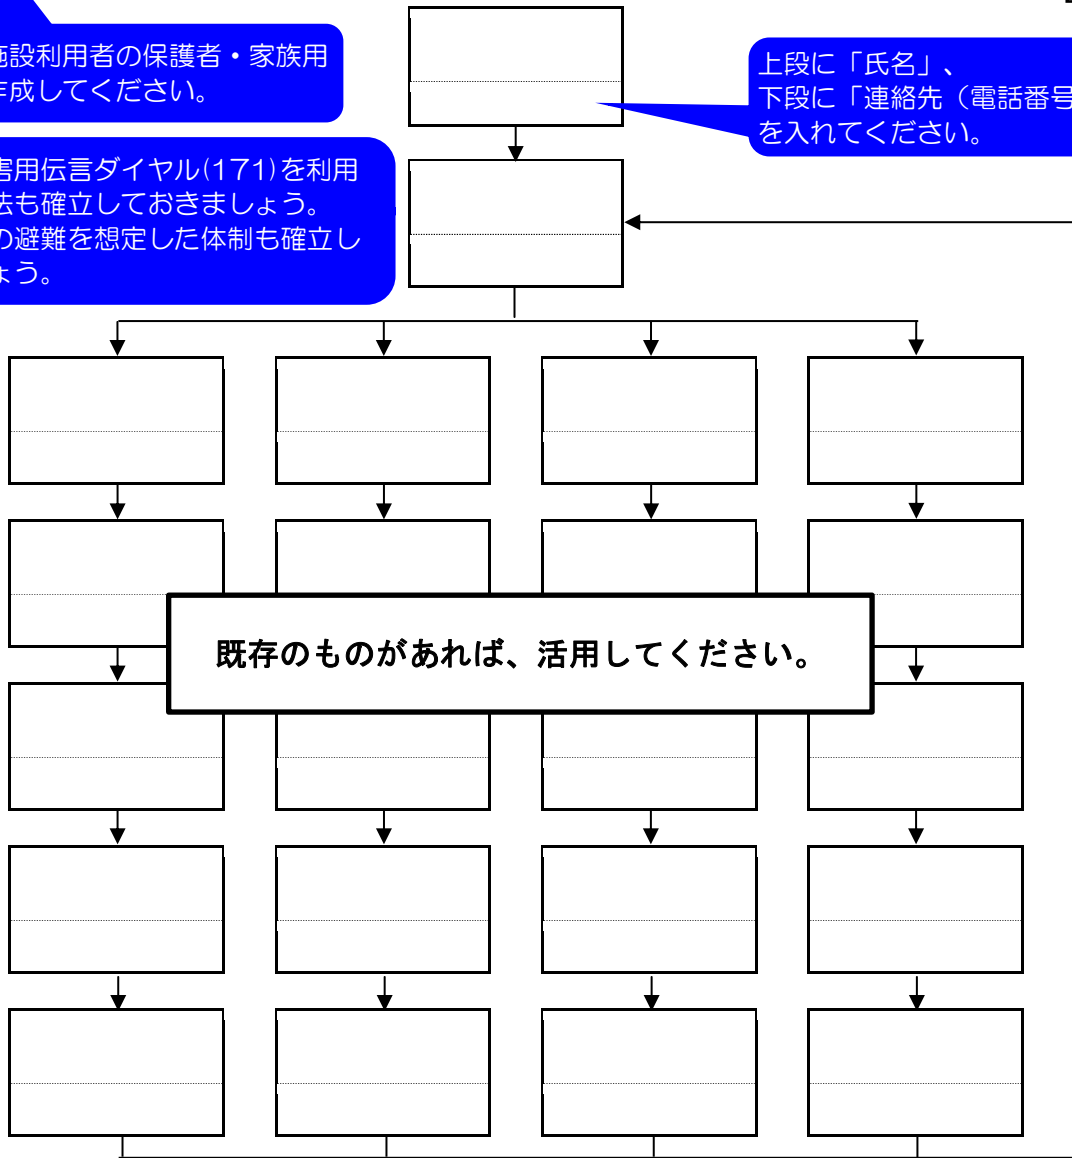 施設利用者の保護者・家族用
作成してください。
上段に「氏名」、
下段に「連絡先（電話番号
を入れてください。
害用伝言ダイヤル(171)を利用
法も確立しておきましょう。
の避難を想定した体制も確立し
ょう。
既存のものがあれば、活用してください。